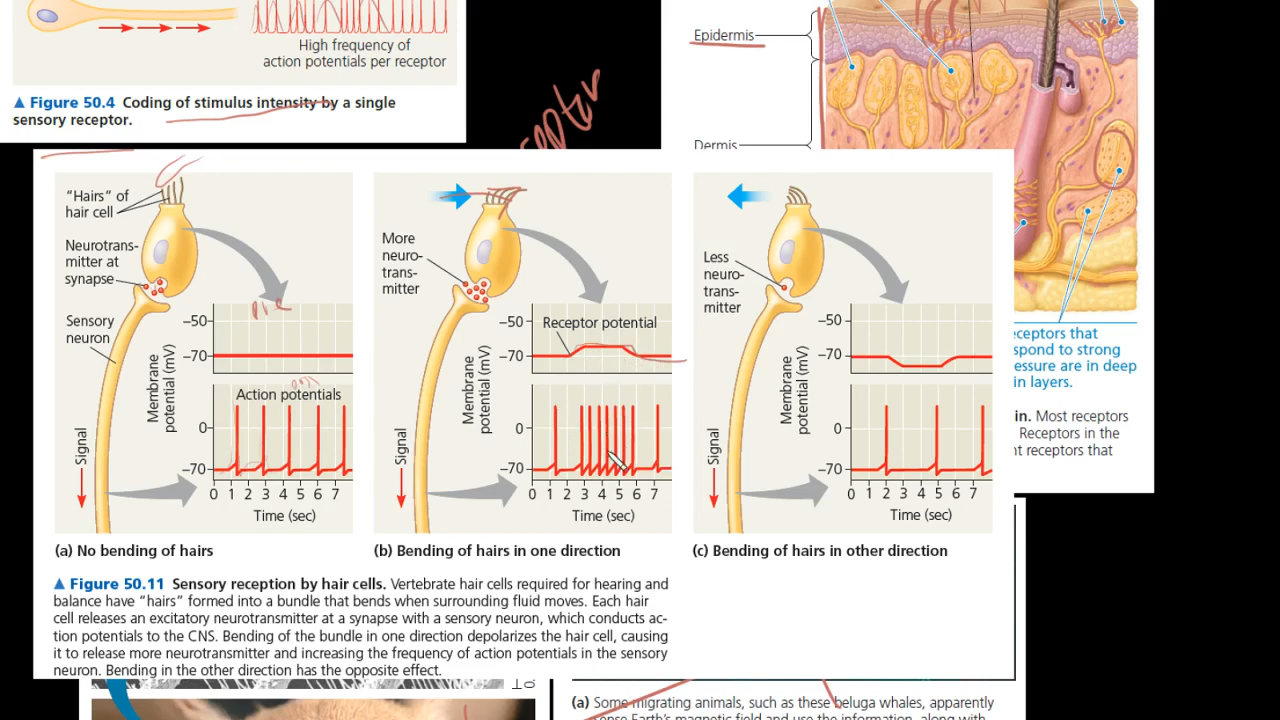 High frequency of
action potentials per receptor
▲ Figure 50.4 Coding of stimulus intensity by a single
sensory receptor.
Epidermis
Dermis
"Hairs" of
hair cell
Neurotrans-
mitter at
synapse
Sensory
neuron
Signal
Membrane
potential (mV)
–50
–70
Action potentials
0
–70
0 1 2 3 4 5 6 7
Time (sec)
(a) No bending of hairs
More
neuro-
trans-
mitter
Signal
Membrane
potential (mV)
–50
Receptor potential
–70
0
–70
0 1 2 3 4 5 6 7
Time (sec)
(b) Bending of hairs in one direction
Less
neuro-
trans-
mitter
Signal
Membrane
potential (mV)
–50
–70
0
–70
0 1 2 3 4 5 6 7
Time (sec)
(c) Bending of hairs in other direction
▲ Figure 50.11 Sensory reception by hair cells. Vertebrate hair cells required for hearing and
balance have "hairs" formed into a bundle that bends when surrounding fluid moves. Each hair
cell releases an excitatory neurotransmitter at a synapse with a sensory neuron, which conducts ac-
tion potentials to the CNS. Bending of the bundle in one direction depolarizes the hair cell, causing
it to release more neurotransmitter and increasing the frequency of action potentials in the sensory
neuron. Bending in the other direction has the opposite effect.
eceptors that
spond to strong
essure are in deep
in layers.
in. Most receptors
Receptors in the
nt receptors that
(a) Some migrating animals, such as these beluga whales, apparently
sense Earth's magnetic field and use the information, along with